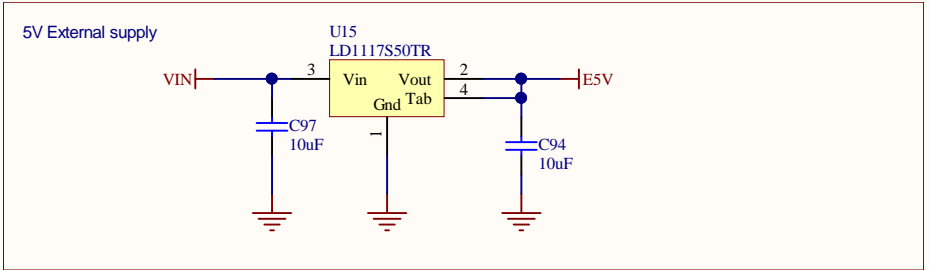 5V External supply
U15
LD1117S50TR
VIN
3
Vin
Vout
2
E5V
Gnd
Tab
4
1
C97
10uF
C94
10uF